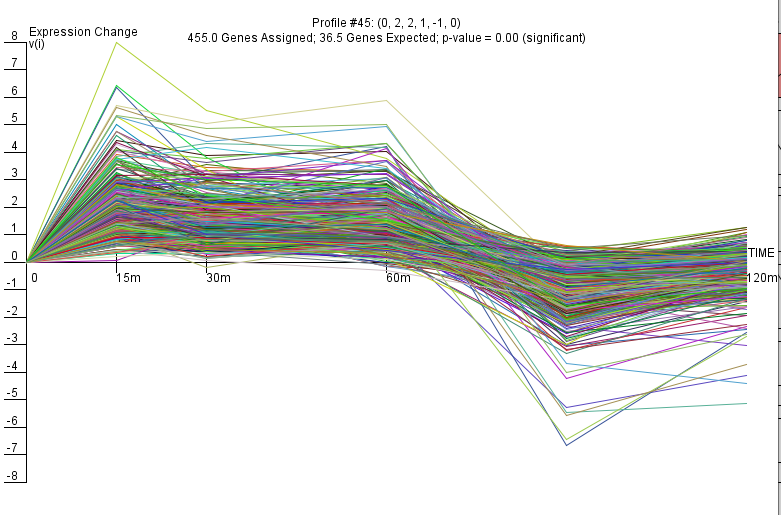 Profile #45: (0, 2, 2, 1, -1, 0)
Expression Change
455.0 Genes Assigned; 36.5 Genes Expected; p-value = 0.00 (significant)
v(i)
8
7
6
5
4
3
2
1
0
TIME
0
15m
30m
60m
120m
-1
-2
-3
-4
-5
-6
-7
-8